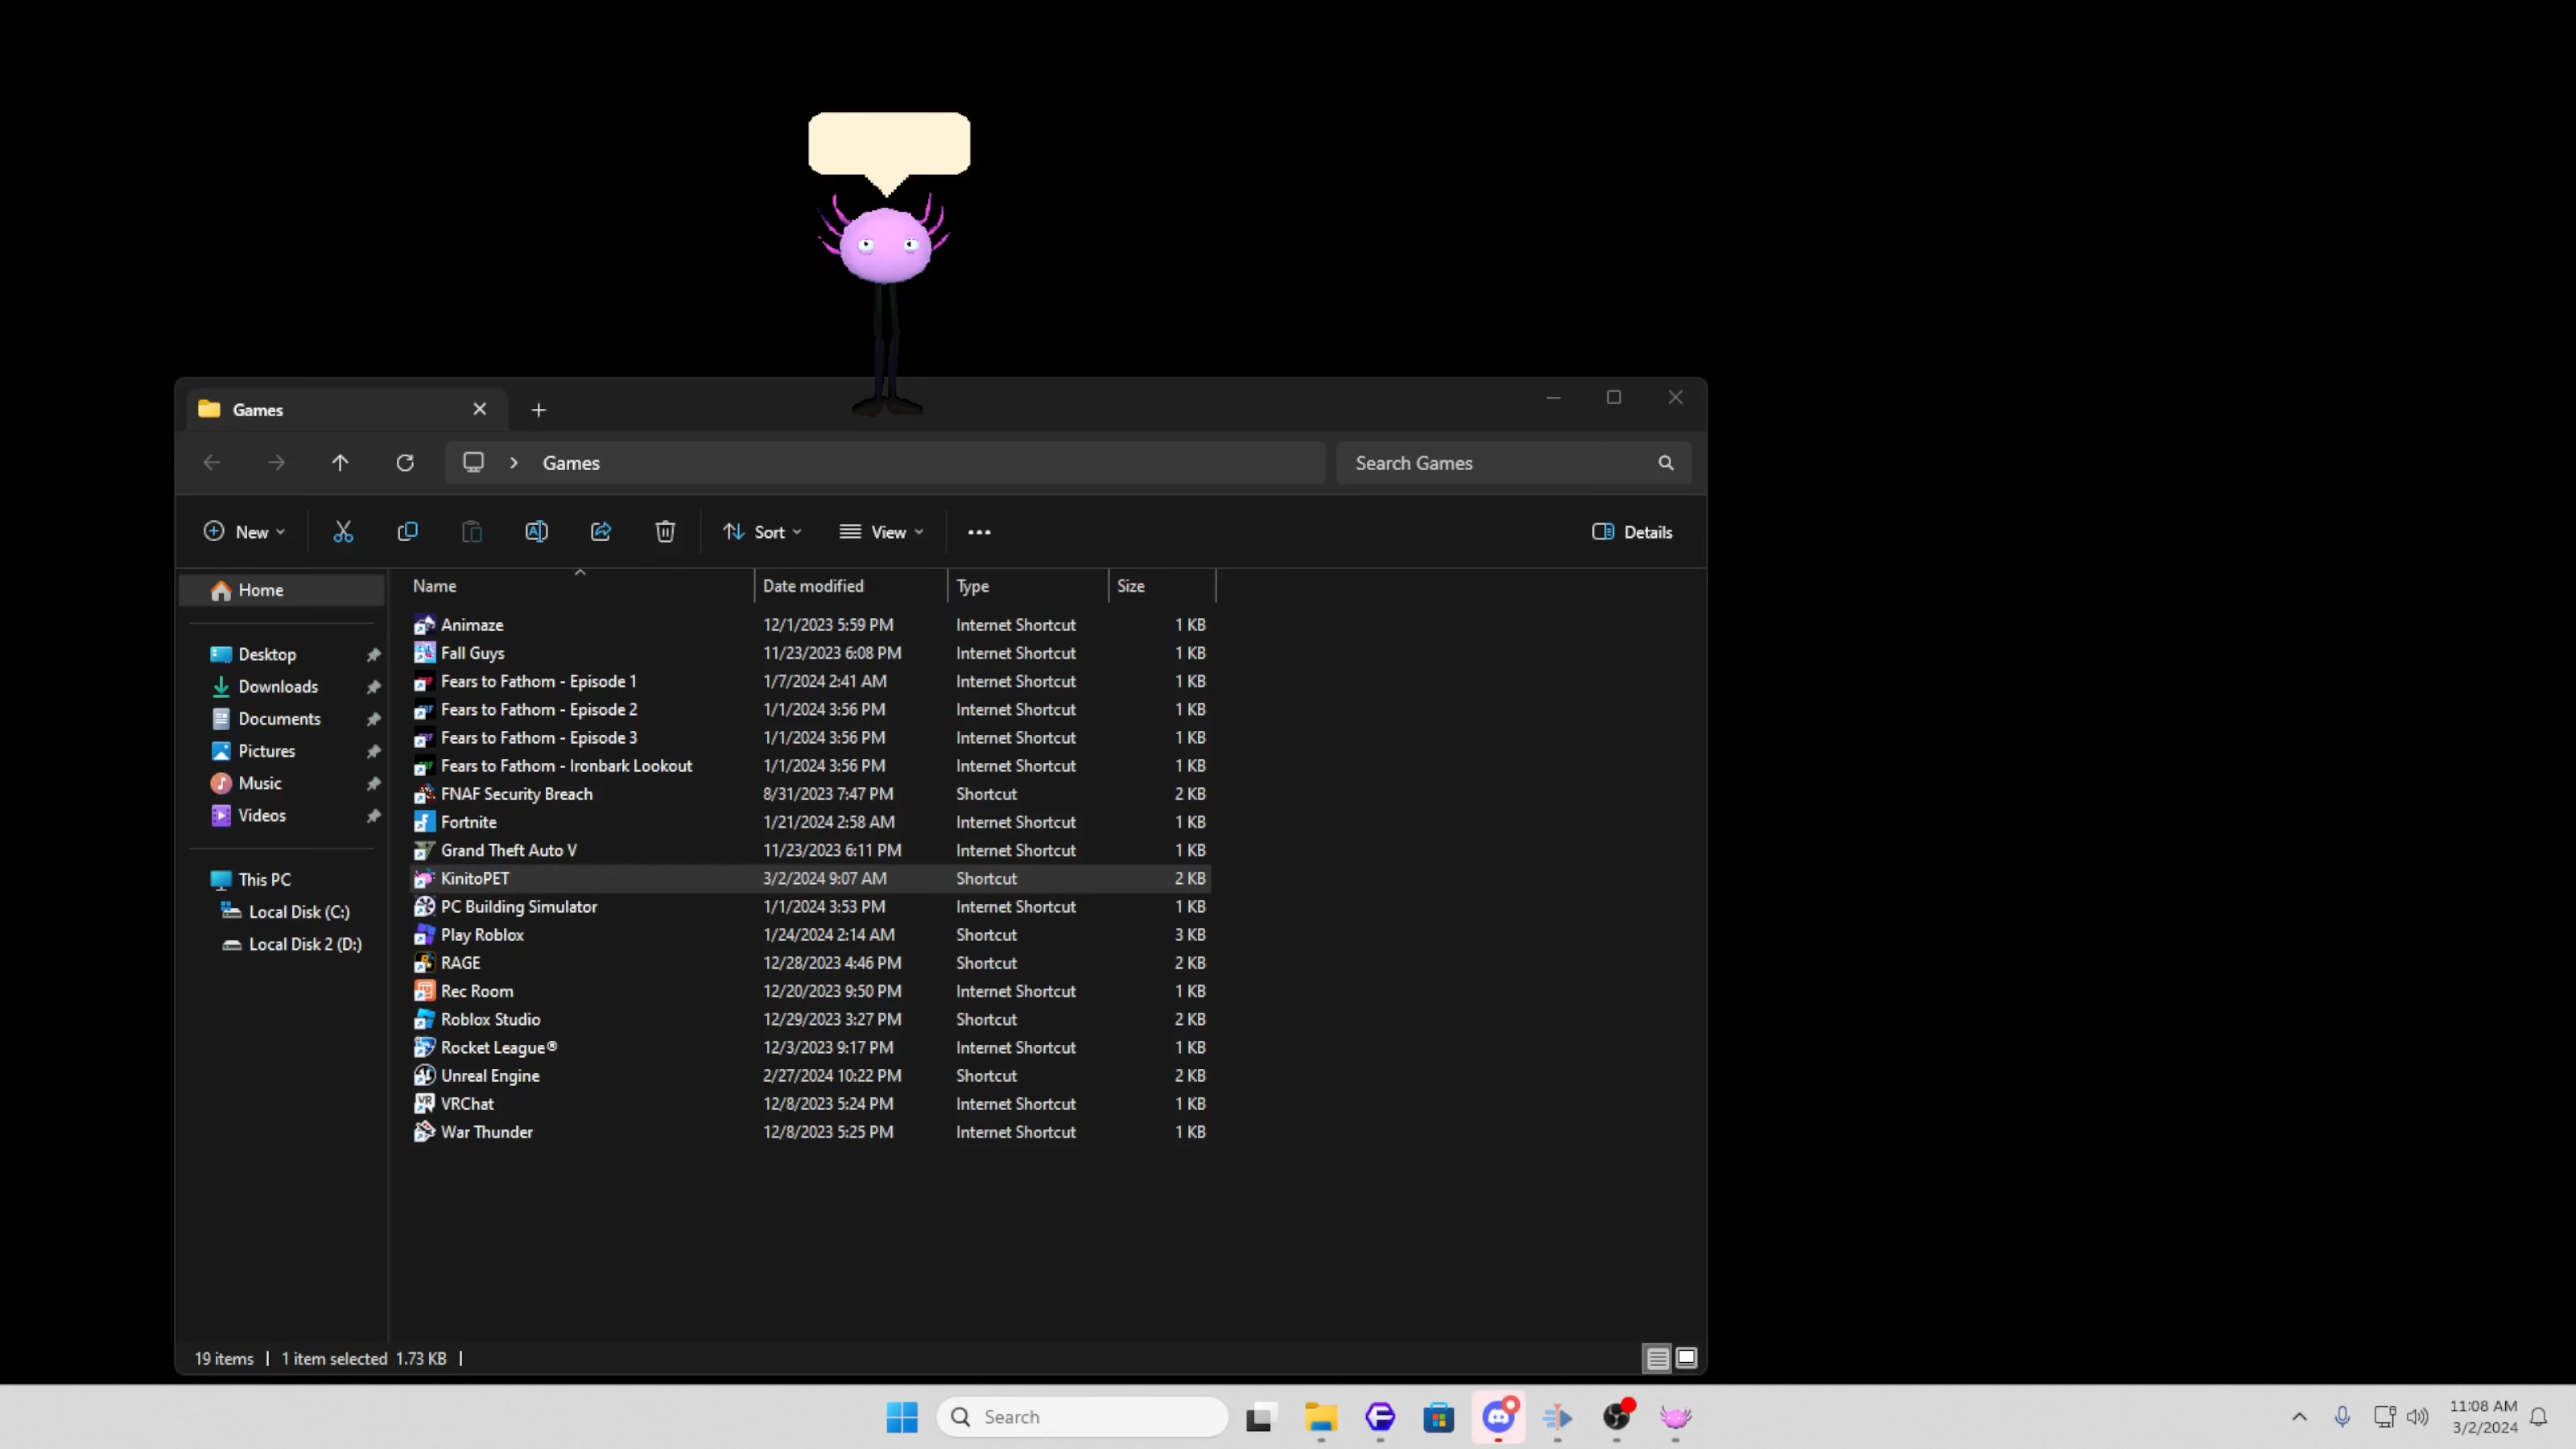 Games
Games
Search Games
New
Sort
View
Details
Name Date modified Type Size
Home
Desktop
Downloads
Documents
Pictures
Music
Videos
This PC
Local Disk (C:)
Local Disk 2 (D:)
Animaze 12/1/2023 5:59 PM Internet Shortcut 1 KB
Fall Guys 11/23/2023 6:08 PM Internet Shortcut 1 KB
Fears to Fathom - Episode 1 1/7/2024 2:41 AM Internet Shortcut 1 KB
Fears to Fathom - Episode 2 1/1/2024 3:56 PM Internet Shortcut 1 KB
Fears to Fathom - Episode 3 1/1/2024 3:56 PM Internet Shortcut 1 KB
Fears to Fathom - Ironbark Lookout 1/1/2024 3:56 PM Internet Shortcut 1 KB
FNAF Security Breach 8/31/2023 7:47 PM Shortcut 2 KB
Fortnite 1/21/2024 2:58 AM Internet Shortcut 1 KB
Grand Theft Auto V 11/23/2023 6:11 PM Internet Shortcut 1 KB
KinitoPET 3/2/2024 9:07 AM Shortcut 2 KB
PC Building Simulator 1/1/2024 3:53 PM Internet Shortcut 1 KB
Play Roblox 1/24/2024 2:14 AM Shortcut 3 KB
RAGE 12/28/2023 4:46 PM Shortcut 2 KB
Rec Room 12/20/2023 9:50 PM Internet Shortcut 1 KB
Roblox Studio 12/29/2023 3:27 PM Shortcut 2 KB
Rocket League® 12/3/2023 9:17 PM Internet Shortcut 1 KB
Unreal Engine 2/27/2024 10:22 PM Shortcut 2 KB
VRChat 12/8/2023 5:24 PM Internet Shortcut 1 KB
War Thunder 12/8/2023 5:25 PM Internet Shortcut 1 KB
19 items 1 item selected 1.73 KB
Search
11:08 AM
3/2/2024